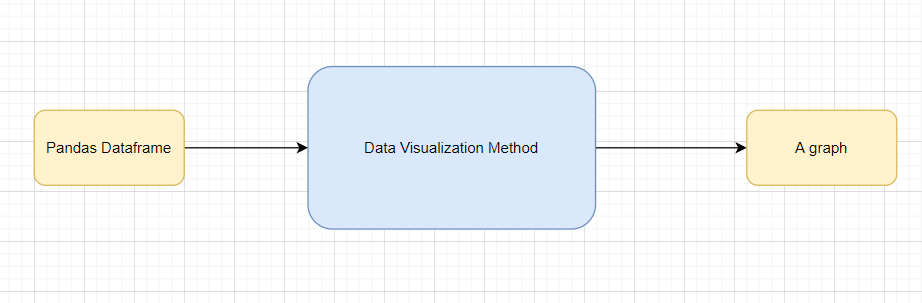 Pandas Dataframe
Data Visualization Method
A graph